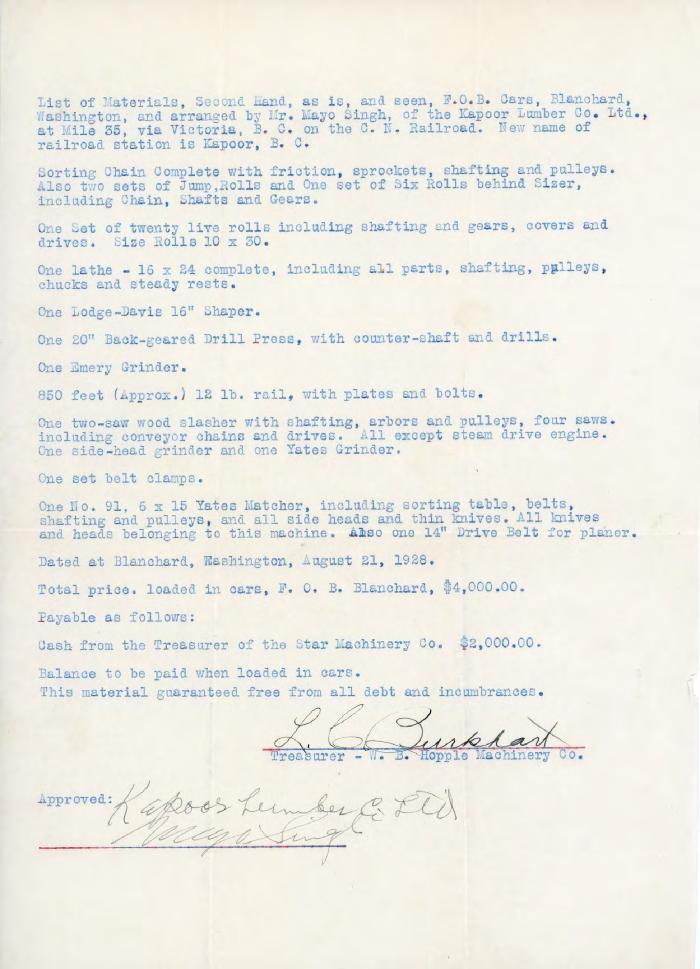 List of Materials, Second Hand, as is, and seen, F.O.B. Cars, Blanchard,
Washington, and arranged by Mr. Mayo Singh, of the Kapoor Lumber Co. Ltd.,
at Mile 35, via Victoria, B. C. on the C. N. Railroad. New name of
railroad station is Kapoor, B. C.
Sorting Chain Complete with friction, sprockets, shafting and pulleys.
Also two sets of Jump,Rolls and One set of Six Rolls behind Sizer,
including Chain, Shafts and Gears.
One Set of twenty live rolls including shafting and gears, covers and
drives. Size Rolls 10 x 30.
One lathe - 16 x 24 complete, including all parts, shafting, pulleys,
chucks and steady rests.
One Lodge-Davis 16" Shaper.
One 20" Back-geared Drill Press, with counter-shaft and drills.
One Emery Grinder.
850 feet (Approx.) 12 lb. rail, with plates and bolts.
One two-saw wood slasher with shafting, arbors and pulleys, four saws.
including conveyor chains and drives. All except steam drive engine.
One side-head grinder and one Yates Grinder.
One set belt clamps.
One No. 91, 6 x 15 Yates Matcher, including sorting table, belts,
shafting and pulleys, and all side heads and thin knives. All knives
and heads belonging to this machine. Also one 14" Drive Belt for planer.
Dated at Blanchard, Washington, August 21, 1928.
Total price. loaded in cars, F. O. B. Blanchard, $4,000.00.
Payable as follows:
Cash from the Treasurer of the Star Machinery Co. $2,000.00.
Balance to be paid when loaded in cars.
This material guaranteed free from all debt and incumbrances.
L. C. Burkhart
Treasurer - W. B. Hopple Machinery Co.
Approved: Kapoor Lumber Co Ltd
Mayo Singh